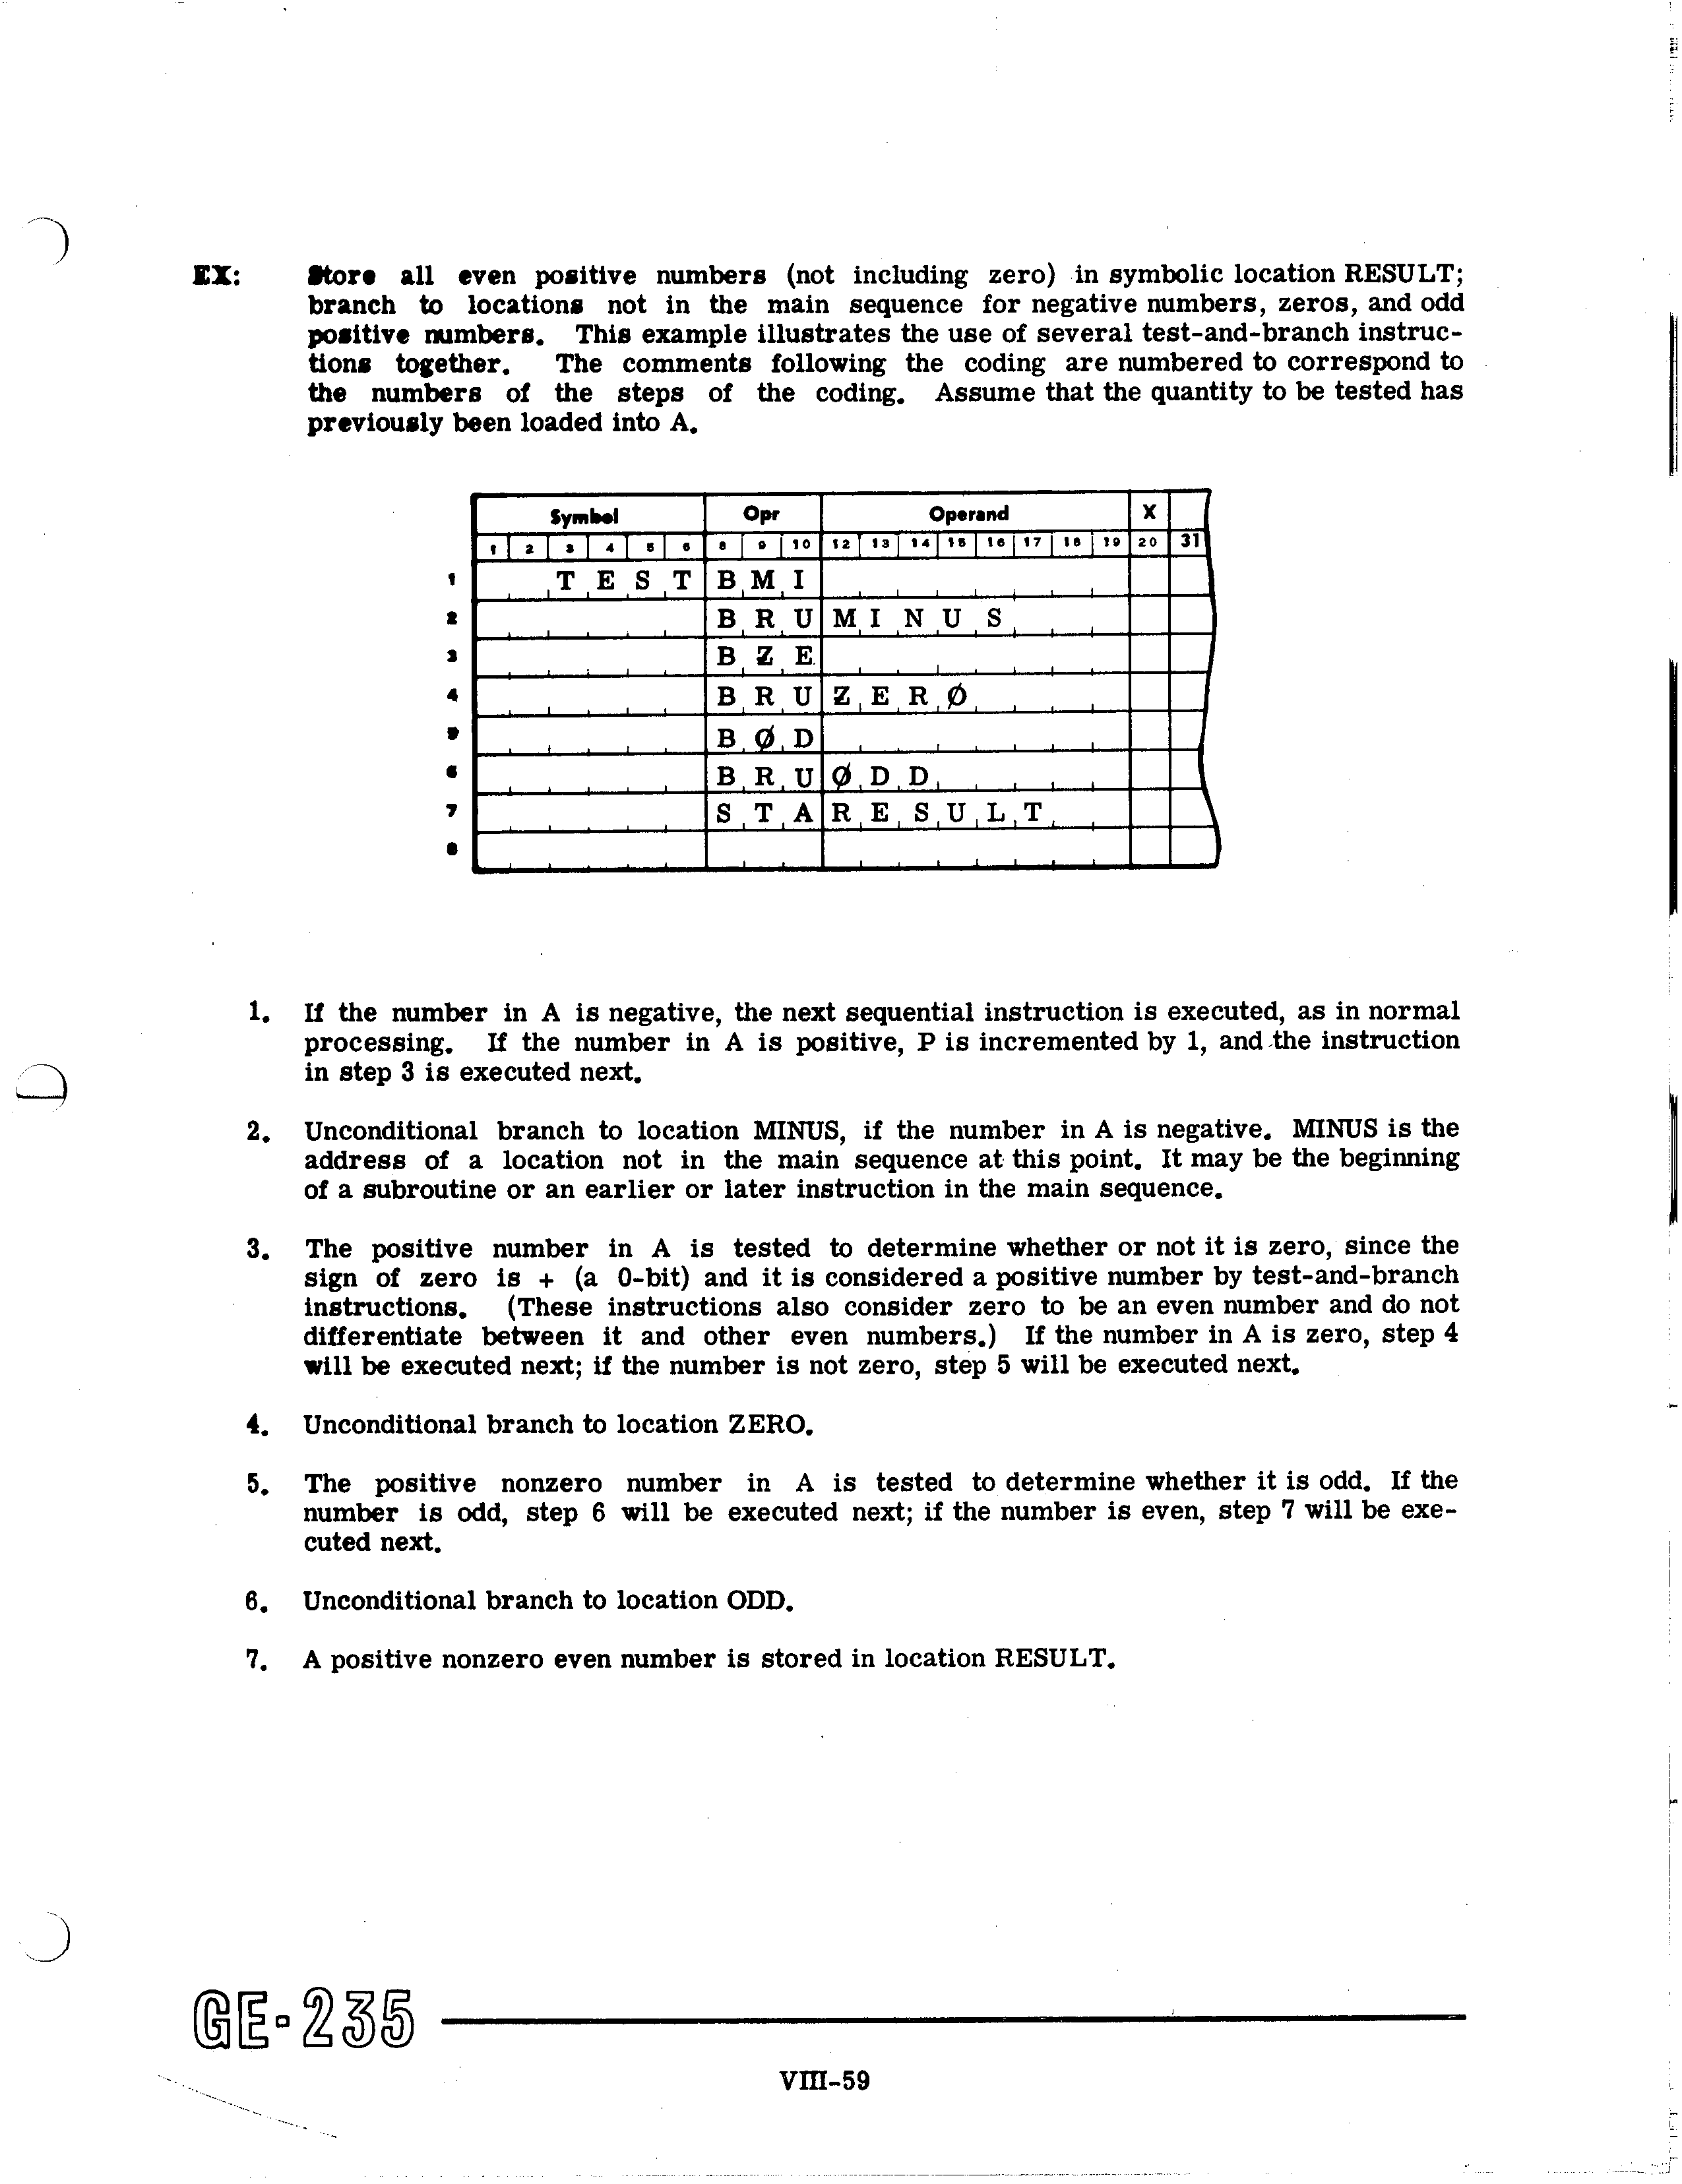 EX: Store all even positive numbers (not including zero) in symbolic location RESULT;
branch to locations not in the main sequence for negative numbers, zeros, and odd
positive numbers. This example illustrates the use of several test-and-branch instruc-
tions together. The comments following the coding are numbered to correspond to
the numbers of the steps of the coding. Assume that the quantity to be tested has
previously been loaded into A.
Symbol Opr Operand X
1 2 3 4 5 6 8 9 10 12 13 14 15 16 17 18 19 20 31
1 TEST BMI
2 BRU MINUS
3 BZE
4 BRU ZERØ
5 BØD
6 BRU ØDD
7 STA RESULT
8
1. If the number in A is negative, the next sequential instruction is executed, as in normal
processing. If the number in A is positive, P is incremented by 1, and the instruction
in step 3 is executed next.
2. Unconditional branch to location MINUS, if the number in A is negative. MINUS is the
address of a location not in the main sequence at this point. It may be the beginning
of a subroutine or an earlier or later instruction in the main sequence.
3. The positive number in A is tested to determine whether or not it is zero, since the
sign of zero is + (a 0-bit) and it is considered a positive number by test-and-branch
instructions. (These instructions also consider zero to be an even number and do not
differentiate between it and other even numbers.) If the number in A is zero, step 4
will be executed next; if the number is not zero, step 5 will be executed next.
4. Unconditional branch to location ZERO.
5. The positive nonzero number in A is tested to determine whether it is odd. If the
number is odd, step 6 will be executed next; if the number is even, step 7 will be exe-
cuted next.
6. Unconditional branch to location ODD.
7. A positive nonzero even number is stored in location RESULT.
GE-235
VIII-59